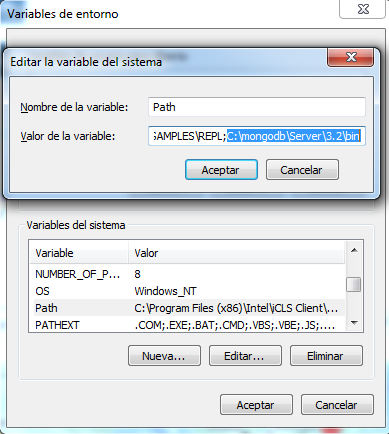 Variables de entorno
Editar la variable del sistema
Nombre de la variable: Path
Valor de la variable: SAMPLES\REPL;C:\mongodb\Server\3.2\bin
Aceptar Cancelar
Variables del sistema
Variable Valor
NUMBER_OF_P... 8
OS Windows_NT
Path C:\Program Files (x86)\Intel\iCLS Client\...
PATHEXT .COM;.EXE;.BAT;.CMD;.VBS;.VBE;.JS;....
Nueva... Editar... Eliminar
Aceptar Cancelar